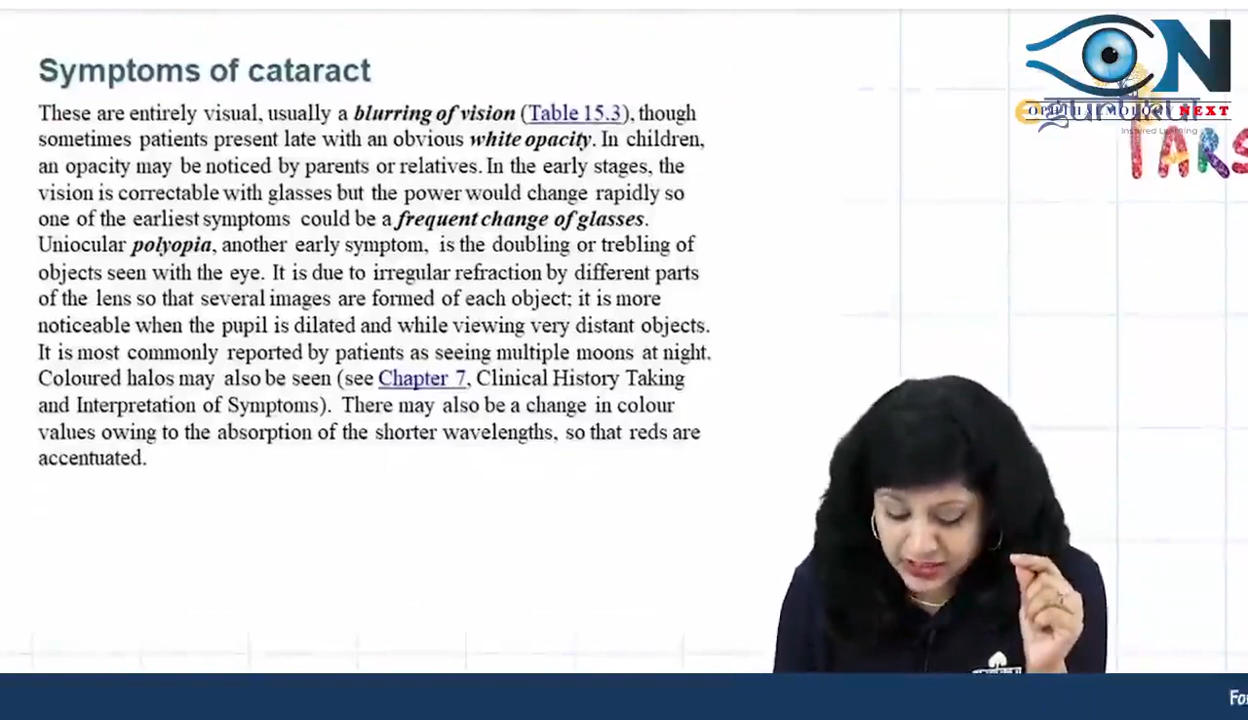 Symptoms of cataract
These are entirely visual, usually a blurring of vision (Table 15.3), though
sometimes patients present late with an obvious white opacity. In children,
an opacity may be noticed by parents or relatives. In the early stages, the
vision is correctable with glasses but the power would change rapidly so
one of the earliest symptoms could be a frequent change of glasses.
Uniocular polyopia, another early symptom, is the doubling or trebling of
objects seen with the eye. It is due to irregular refraction by different parts
of the lens so that several images are formed of each object; it is more
noticeable when the pupil is dilated and while viewing very distant objects.
It is most commonly reported by patients as seeing multiple moons at night.
Coloured halos may also be seen (see Chapter 7, Clinical History Taking
and Interpretation of Symptoms). There may also be a change in colour
values owing to the absorption of the shorter wavelengths, so that reds are
accentuated.
N
NEXT
Inspired Learning
TARS
Fo